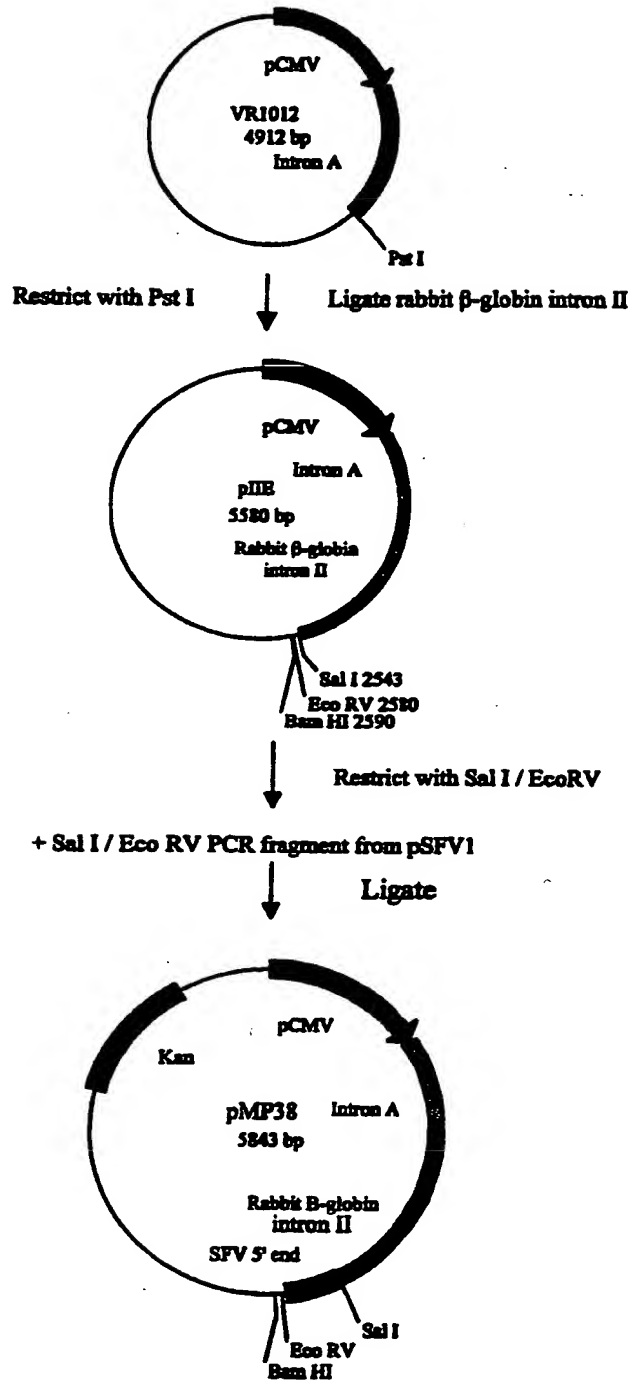 pCMV
VR1012
4912 bp
Intron A
Pst I
Restrict with Pst I
Ligate rabbit β-globin intron II
pCMV
Intron A
pIIE
5580 bp
Rabbit β-globin
intron II
Sal I 2543
Eco RV 2580
Bam HI 2590
Restrict with Sal I / EcoRV
+ Sal I / Eco RV PCR fragment from pSFV1
Ligate
pCMV
Kan
pMP38
Intron A
5843 bp
Rabbit B-globin
intron II
SFV 5' end
Sal I
Eco RV
Bam HI